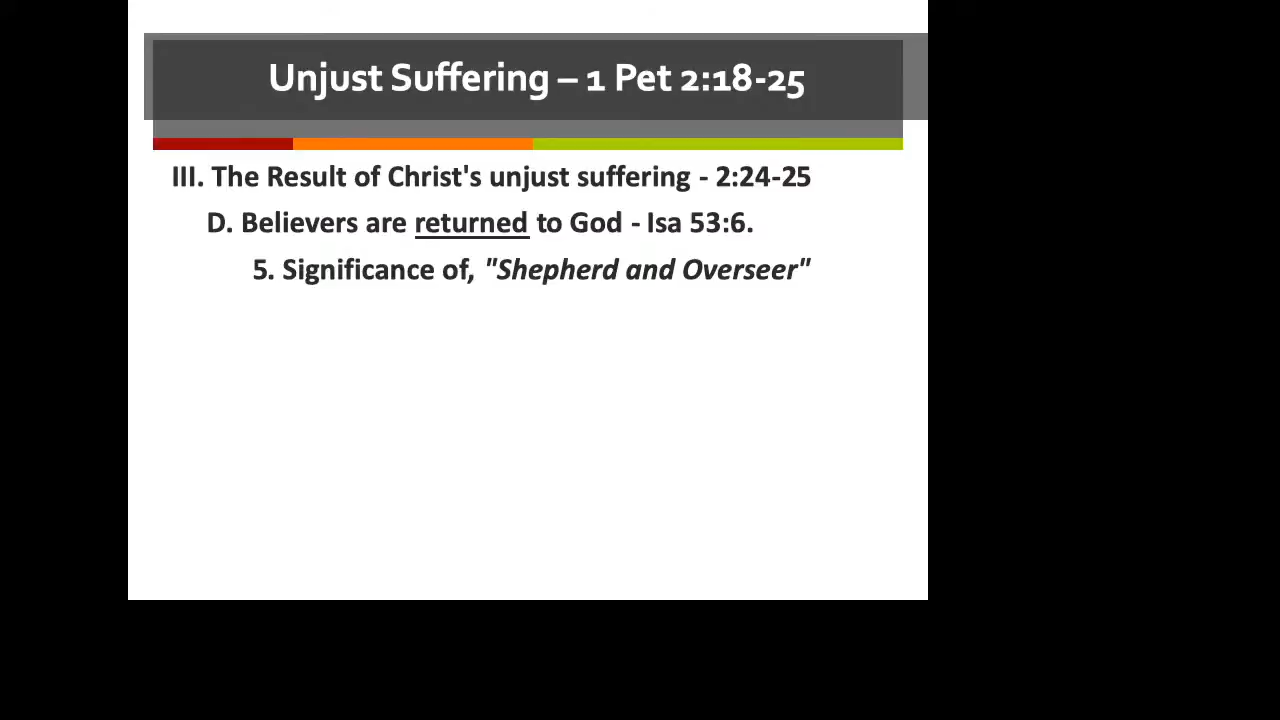 Unjust Suffering – 1 Pet 2:18-25
III. The Result of Christ's unjust suffering - 2:24-25
D. Believers are returned to God - Isa 53:6.
5. Significance of, "Shepherd and Overseer"